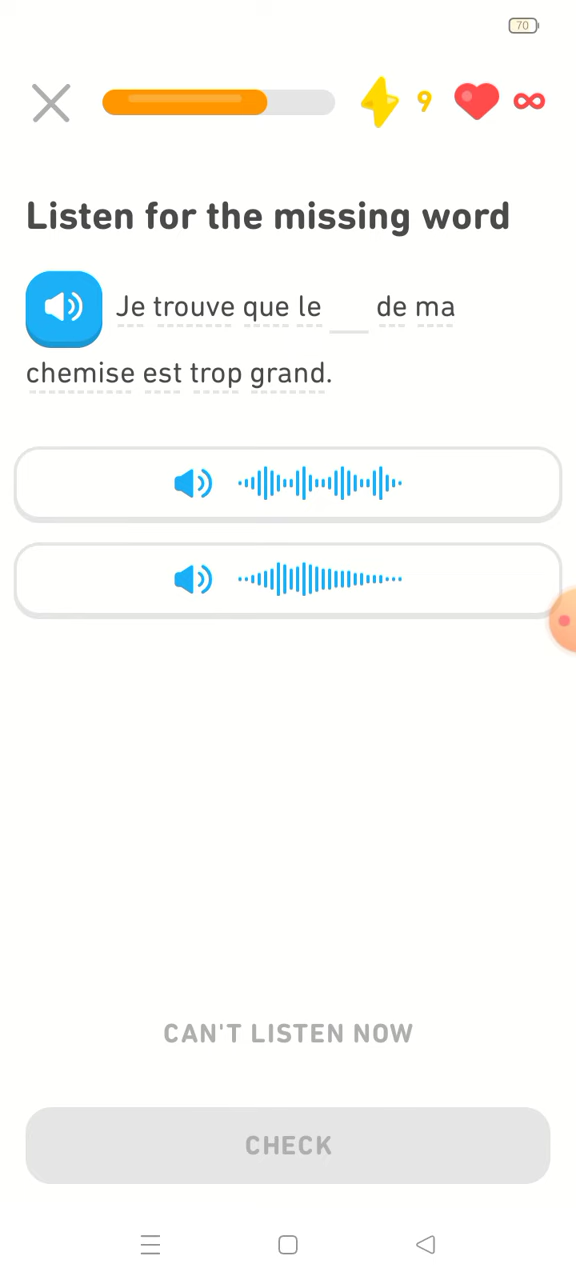 70
9 ∞
Listen for the missing word
Je trouve que le ___ de ma
chemise est trop grand.
CAN'T LISTEN NOW
CHECK